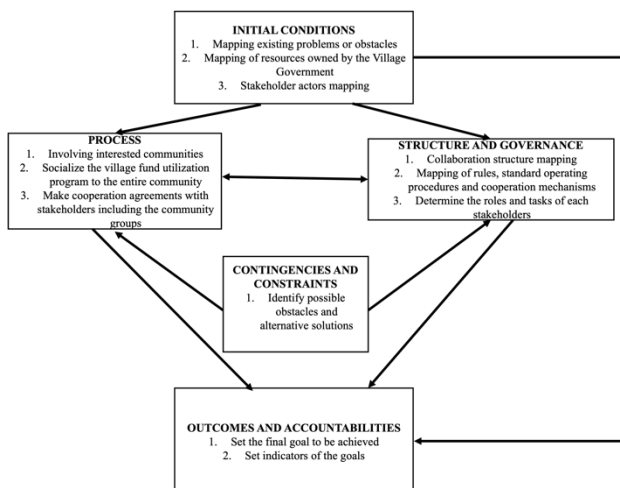 INITIAL CONDITIONS
1. Mapping existing problems or obstacles
2. Mapping of resources owned by the Village
Government
3. Stakeholder actors mapping
PROCESS
1. Involving interested communities
2. Socialize the village fund utilization
program to the entire community
3. Make cooperation agreements wtith
stakeholders including the community
groups
STRUCTURE AND GOVERNANCE
1. Collaboration structure mapping
2. Mapping of rules, standard operating
procedures and cooperation mechanisms
3. Determine the roles and tasks of each
stakeholders
CONTINGENCIES AND
CONSTRAINTS
1. Identify possible
obstacles and
alternative solutions
OUTCOMES AND ACCOUNTABILITIES
1. Set the final goal to be achieved
2. Set indicators of the goals